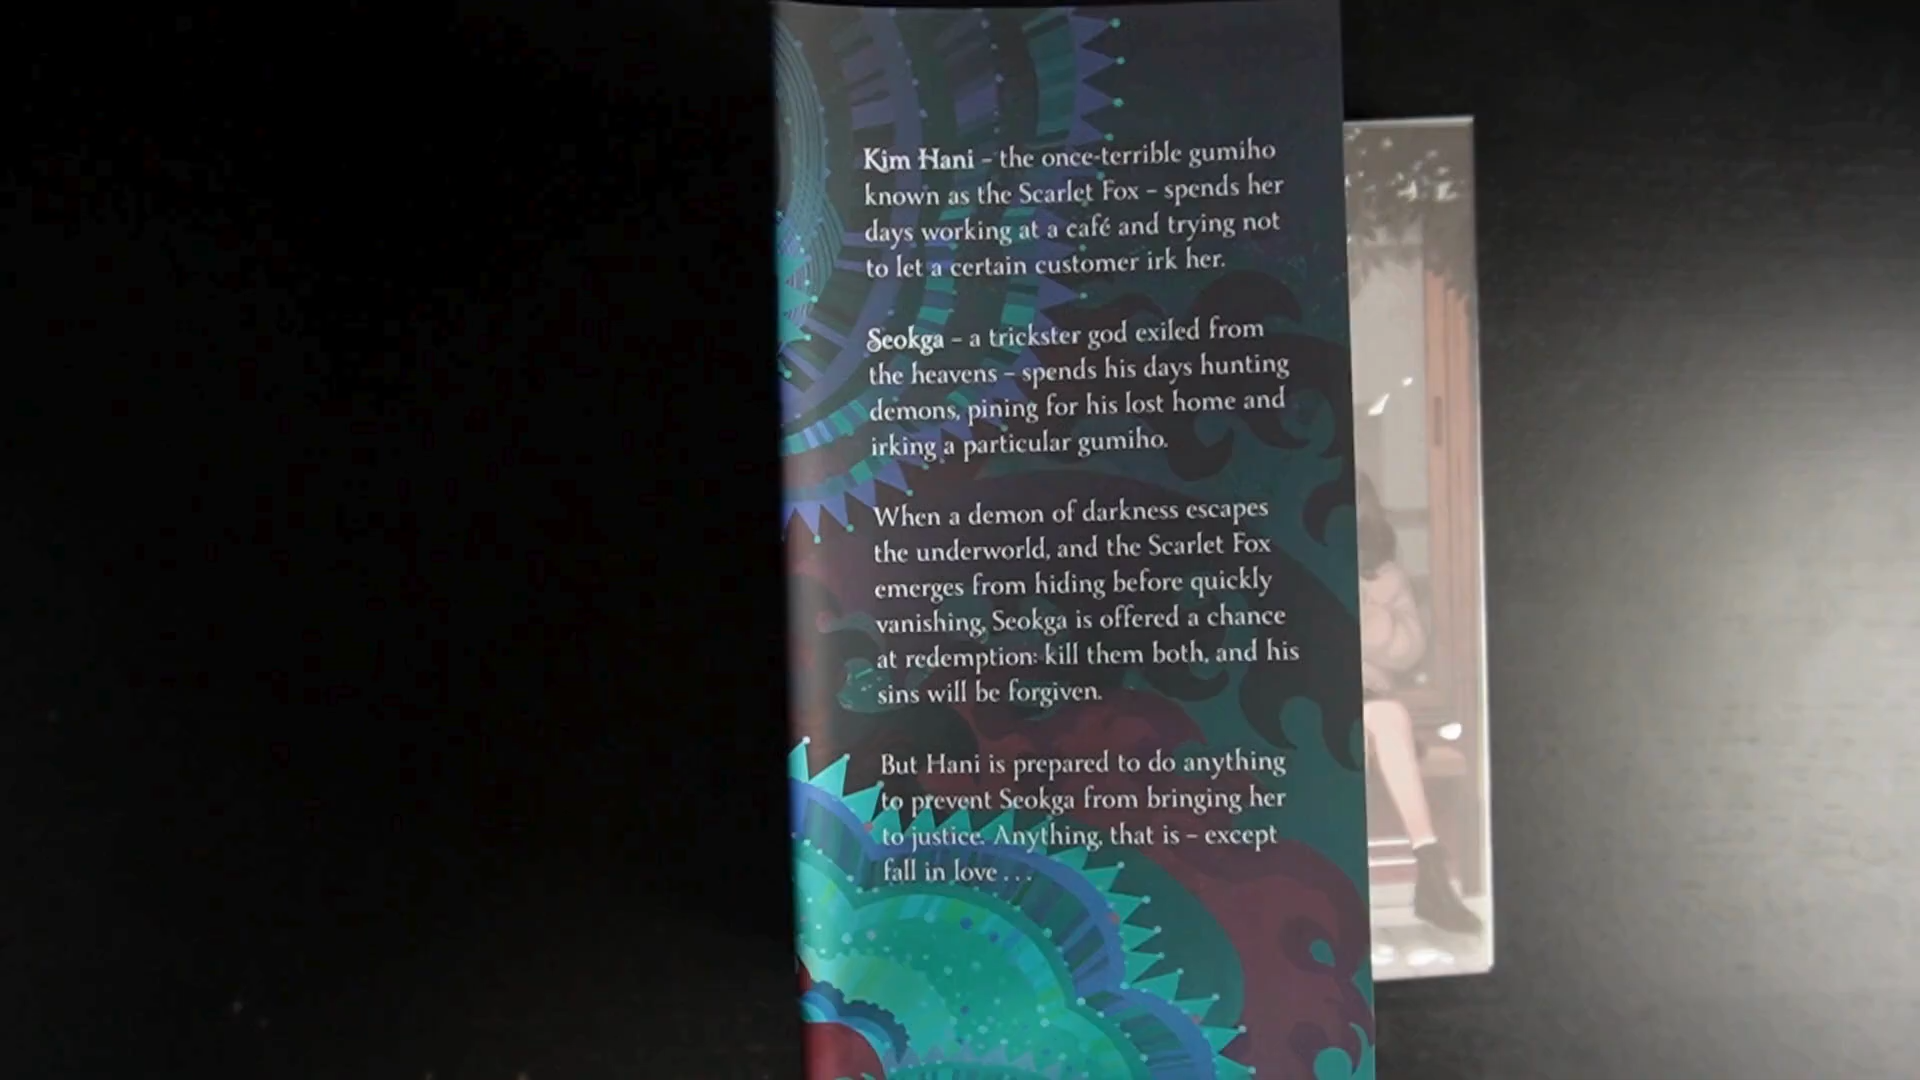 Kim Hani – the once-terrible gumiho
known as the Scarlet Fox – spends her
days working at a café and trying not
to let a certain customer irk her.
Seokga – a trickster god exiled from
the heavens – spends his days hunting
demons, pining for his lost home and
irking a particular gumiho.
When a demon of darkness escapes
the underworld, and the Scarlet Fox
emerges from hiding before quickly
vanishing, Seokga is offered a chance
at redemption: kill them both, and his
sins will be forgiven.
But Hani is prepared to do anything
to prevent Seokga from bringing her
to justice. Anything, that is – except
fall in love . . .